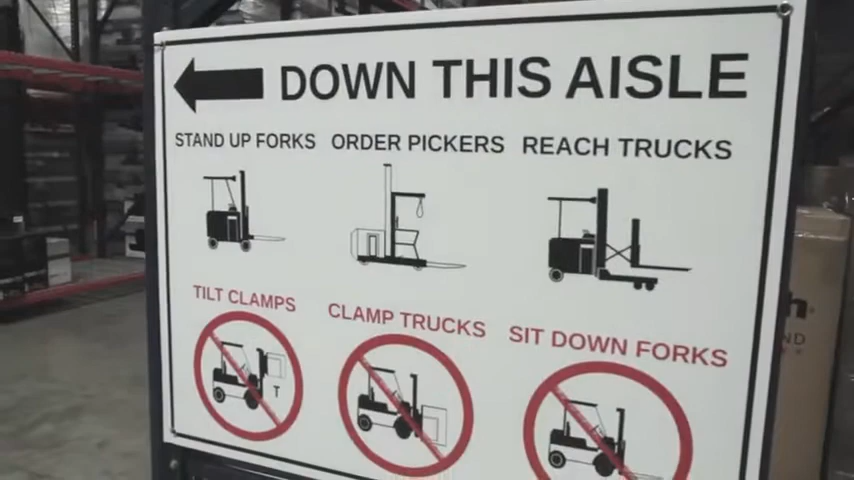 DOWN THIS AISLE
STAND UP FORKS ORDER PICKERS REACH TRUCKS
TILT CLAMPS CLAMP TRUCKS SIT DOWN FORKS
T